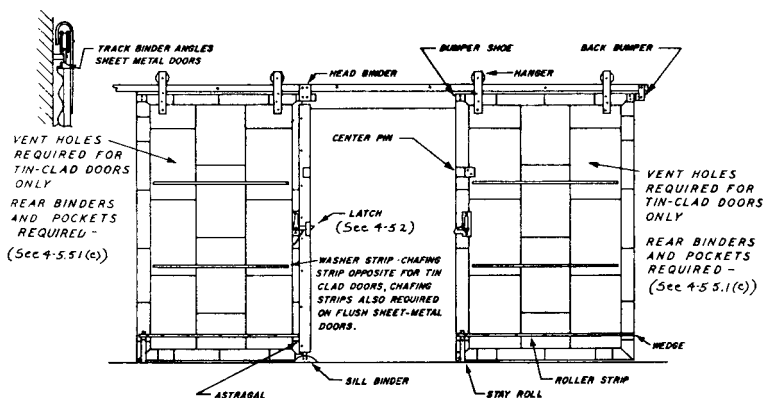 TRACK BINDER ANGLES
SHEET METAL DOORS
BUMPER SHOE
BACK BUMPER
HEAD BINDER
HANGER
VENT HOLES
REQUIRED FOR
TIN-CLAD DOORS
ONLY
REAR BINDERS
AND POCKETS
REQUIRED -
(See 4-5.51(c))
CENTER PIN
LATCH
(See 4-52)
WASHER STRIP-CHAFING
STRIP OPPOSITE FOR TIN
CLAD DOORS, CHAFING
STRIPS ALSO REQUIRED
ON FLUSH SHEET-METAL
DOORS.
VENT HOLES
REQUIRED FOR
TIN-CLAD DOORS
ONLY
REAR BINDERS
AND POCKETS
REQUIRED -
(See 4-5 5.1(c))
WEDGE
ROLLER STRIP
SILL BINDER
ASTRAGAL
STAY ROLL